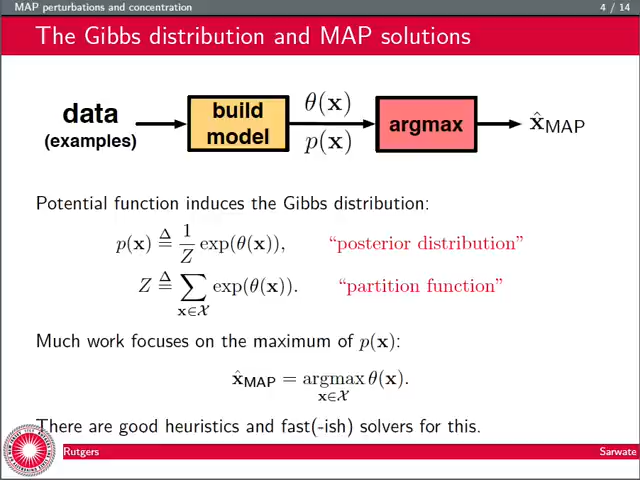 MAP perturbations and concentration 4 / 14
The Gibbs distribution and MAP solutions
data
(examples)
build
model
θ(x)
p(x)
argmax
x̂MAP
Potential function induces the Gibbs distribution:
p(x) ≜ 1/Z exp(θ(x)), “posterior distribution”
Z ≜ ∑ exp(θ(x)). “partition function”
x∈𝒳
Much work focuses on the maximum of p(x):
x̂MAP = argmax θ(x).
x∈𝒳
There are good heuristics and fast(-ish) solvers for this.
Rutgers Sarwate